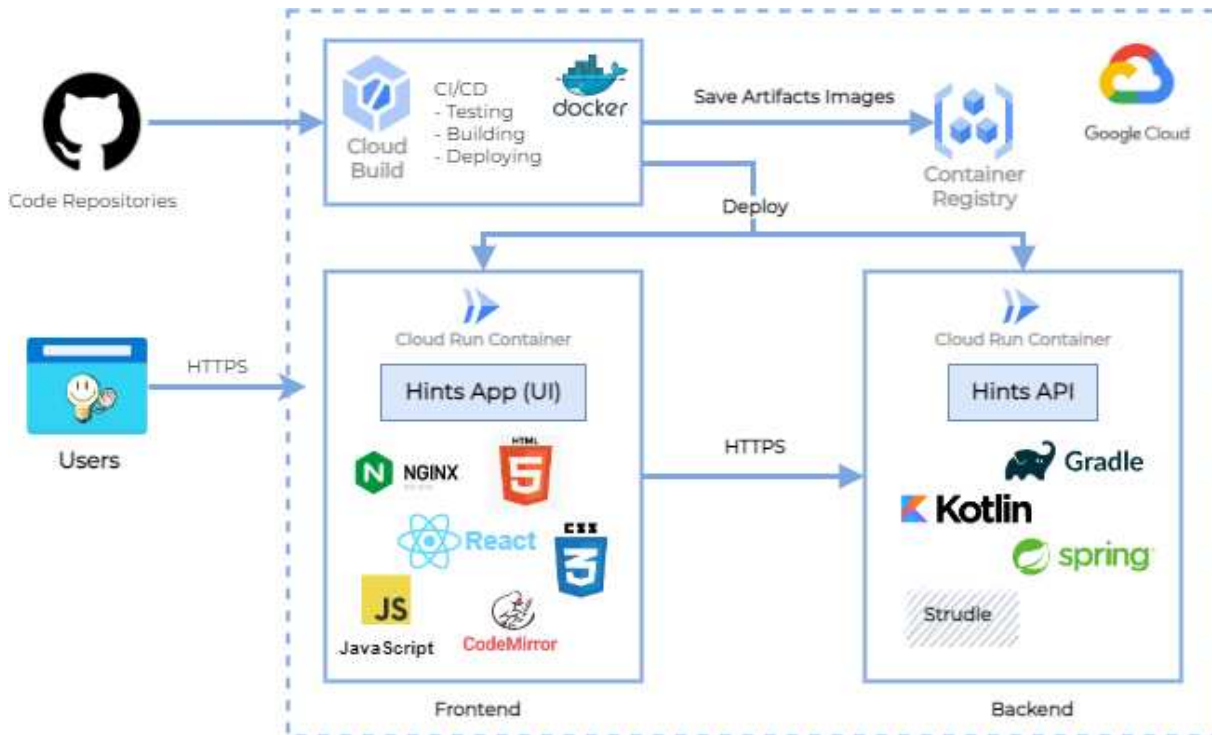 CI/CD
- Testing
- Building
- Deploying
Cloud
Build
docker
Save Artifacts Images
Container
Registry
Google Cloud
Code Repositories
Deploy
Users
HTTPS
Cloud Run Container
Hints App (UI)
NGINX
HTML
5
React
CSS
3
JS
JavaScript
CodeMirror
Frontend
HTTPS
Cloud Run Container
Hints API
Gradle
Kotlin
spring
Strudle
Backend